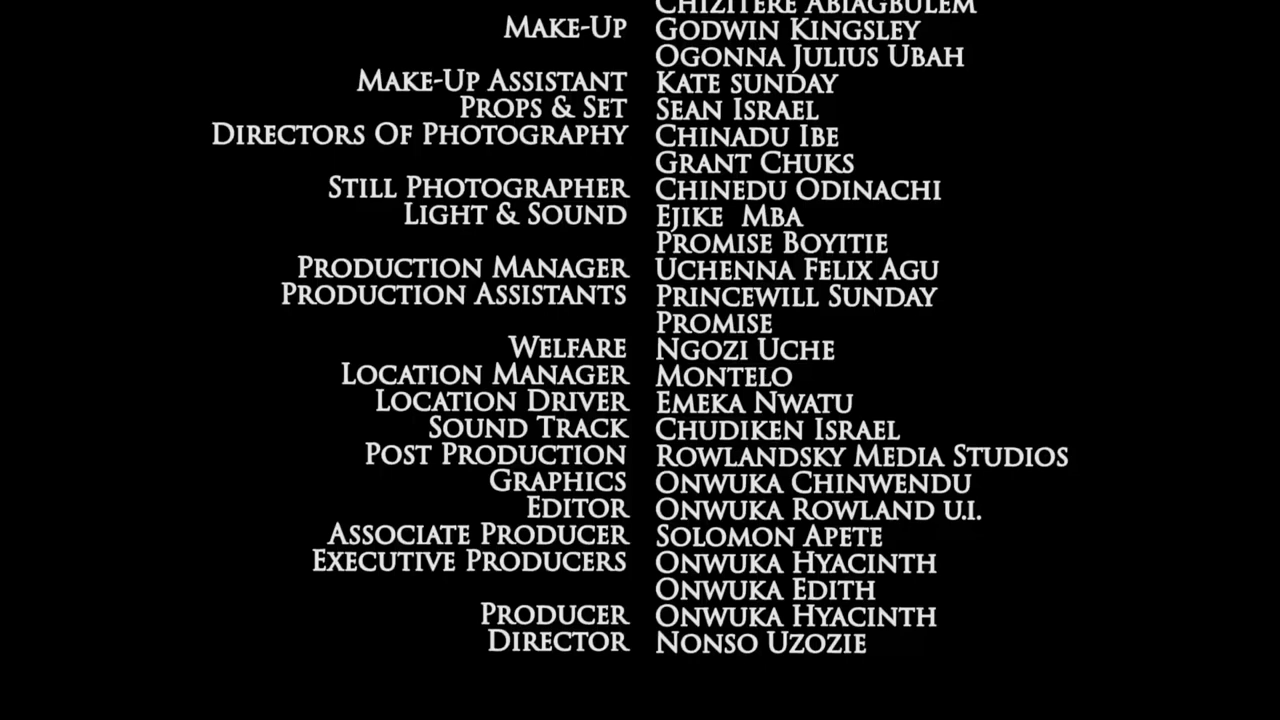 CHIZITERE ABIAGBULEM
MAKE-UP GODWIN KINGSLEY
OGONNA JULIUS UBAH
MAKE-UP ASSISTANT KATE SUNDAY
PROPS & SET SEAN ISRAEL
DIRECTORS OF PHOTOGRAPHY CHINADU IBE
GRANT CHUKS
STILL PHOTOGRAPHER CHINEDU ODINACHI
LIGHT & SOUND EJIKE MBA
PROMISE BOYITIE
PRODUCTION MANAGER UCHENNA FELIX AGU
PRODUCTION ASSISTANTS PRINCEWILL SUNDAY
PROMISE
WELFARE NGOZI UCHE
LOCATION MANAGER MONTELO
LOCATION DRIVER EMEKA NWATU
SOUND TRACK CHUDIKEN ISRAEL
POST PRODUCTION ROWLANDSKY MEDIA STUDIOS
GRAPHICS ONWUKA CHINWENDU
EDITOR ONWUKA ROWLAND U.I.
ASSOCIATE PRODUCER SOLOMON APETE
EXECUTIVE PRODUCERS ONWUKA HYACINTH
ONWUKA EDITH
PRODUCER ONWUKA HYACINTH
DIRECTOR NONSO UZOZIE